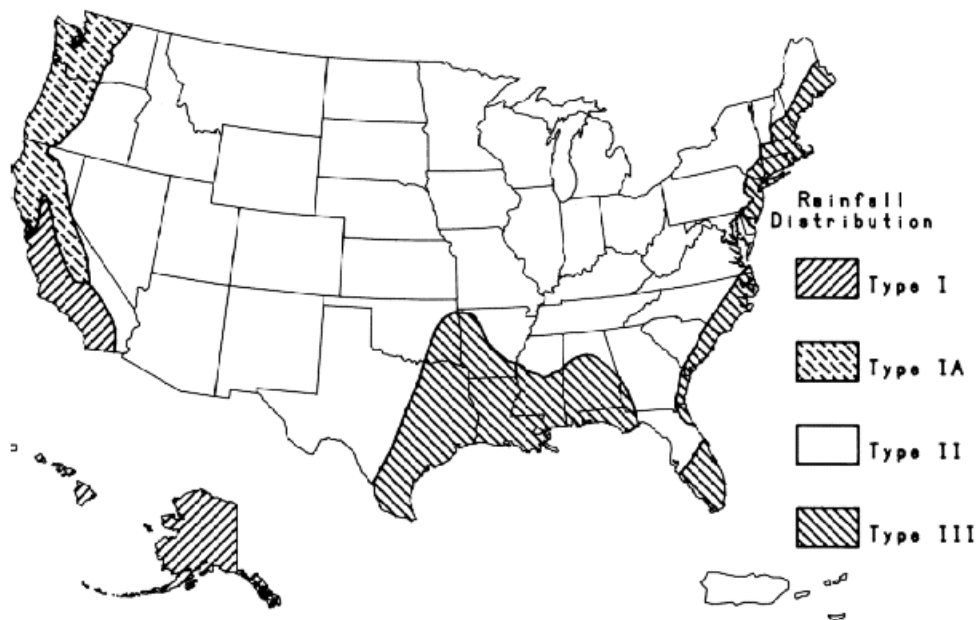 Rainfall
Distribution
Type I
Type IA
Type II
Type III